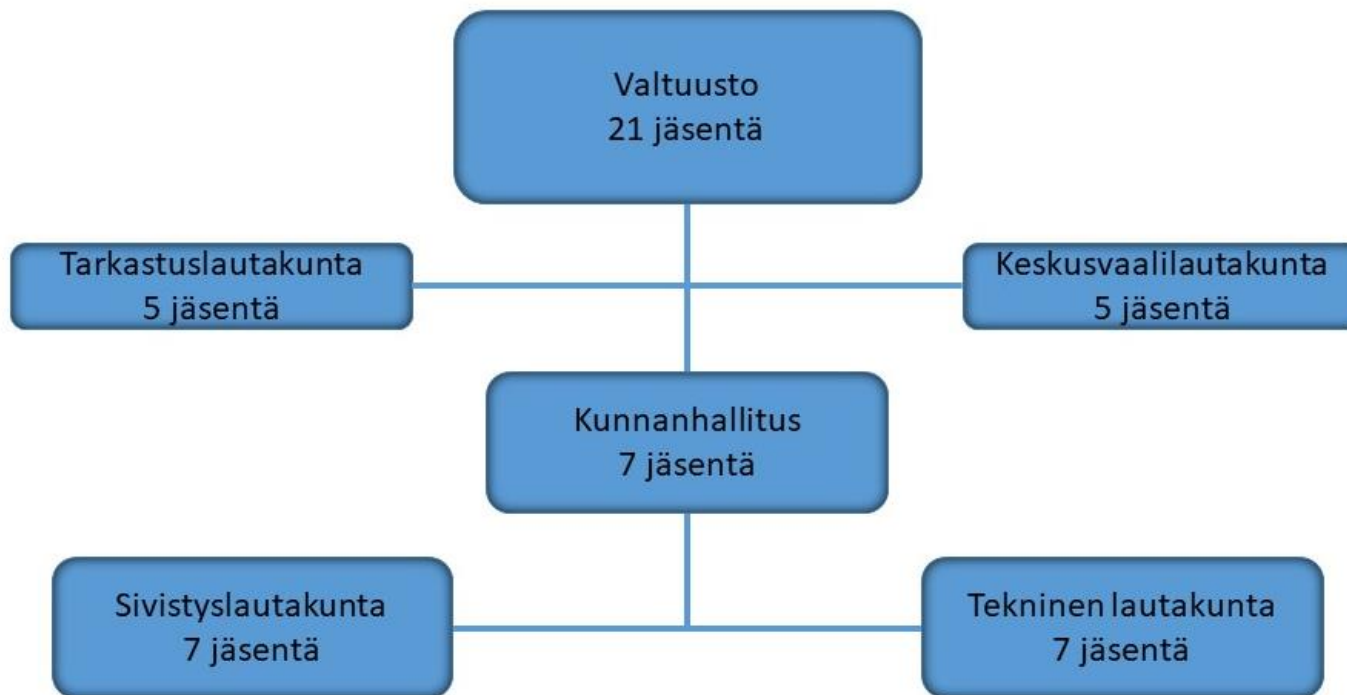 Valtuusto
21 jäsentä
Tarkastuslautakunta
5 jäsentä
Keskusvaalilautakunta
5 jäsentä
Kunnanhallitus
7 jäsentä
Sivistyslautakunta
7 jäsentä
Tekninen lautakunta
7 jäsentä